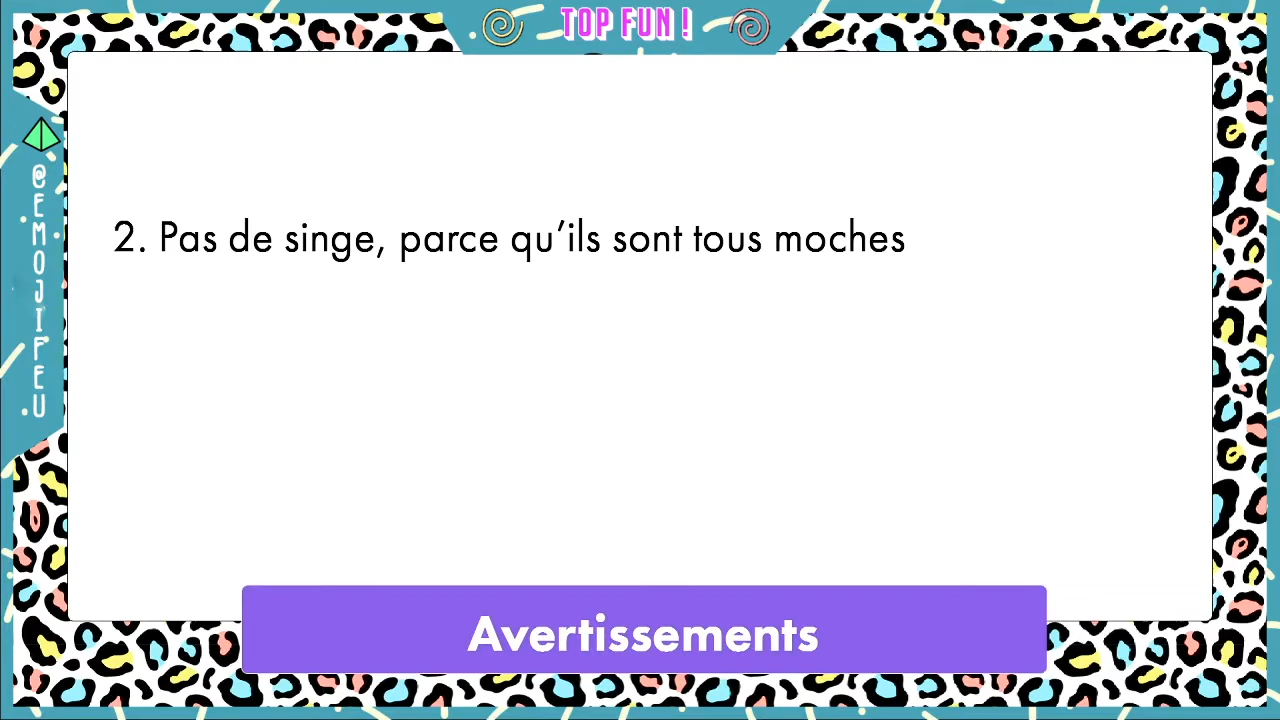 TOP FUN !
@EMOJIFEU
2. Pas de singe, parce qu’ils sont tous moches
Avertissements